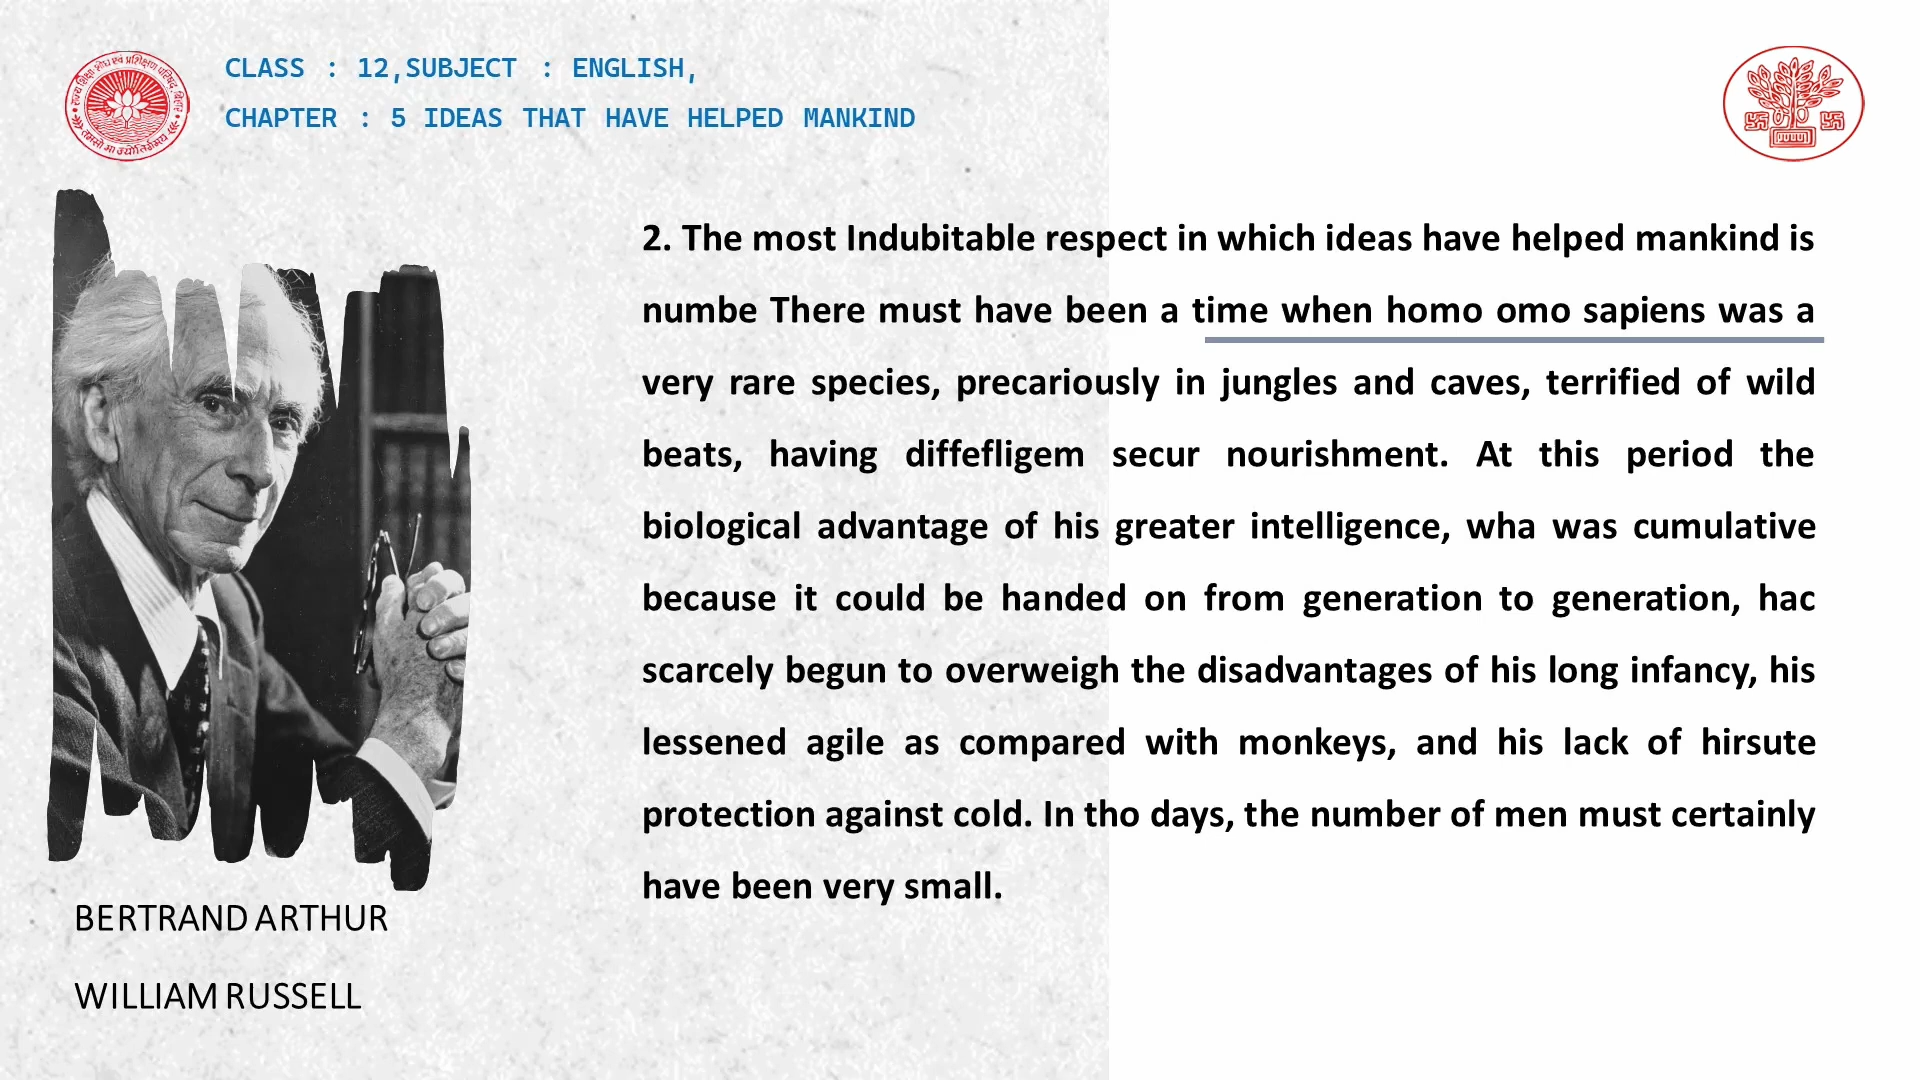 CLASS : 12,SUBJECT : ENGLISH,
CHAPTER : 5 IDEAS THAT HAVE HELPED MANKIND
2. The most Indubitable respect in which ideas have helped mankind is
numbe There must have been a time when homo omo sapiens was a
very rare species, precariously in jungles and caves, terrified of wild
beats, having diffefligem secur nourishment. At this period the
biological advantage of his greater intelligence, wha was cumulative
because it could be handed on from generation to generation, hac
scarcely begun to overweigh the disadvantages of his long infancy, his
lessened agile as compared with monkeys, and his lack of hirsute
protection against cold. In tho days, the number of men must certainly
have been very small.
BERTRAND ARTHUR
WILLIAM RUSSELL